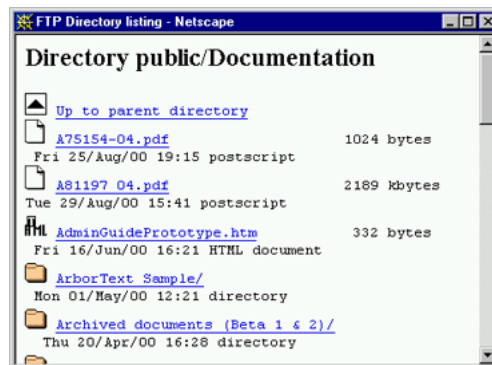 FTP Directory listing - Netscape
Directory public/Documentation
Up to parent directory
A75154-04.pdf 1024 bytes
Fri 25/Aug/00 19:15 postscript
A81197 04.pdf 2189 kbytes
Tue 29/Aug/00 15:41 postscript
AdminGuidePrototype.htm 332 bytes
Fri 16/Jun/00 16:21 HTML document
ArborText Sample/
Mon 01/May/00 12:21 directory
Archived documents (Beta 1 & 2)/
Thu 20/Apr/00 16:28 directory